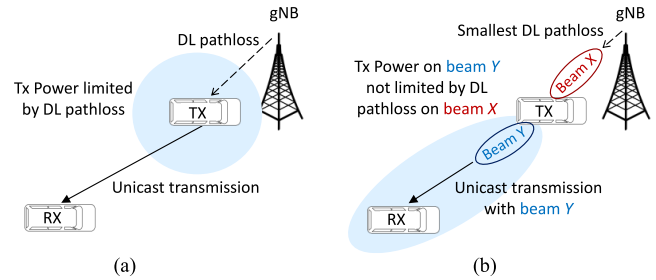 gNB
DL pathloss
Tx Power limited
by DL pathloss
TX
Unicast transmission
RX
(a)
gNB
Smallest DL pathloss
Tx Power on beam Y
not limited by DL
pathloss on beam X
Beam X
TX
Beam Y
Unicast transmission
with beam Y
RX
(b)